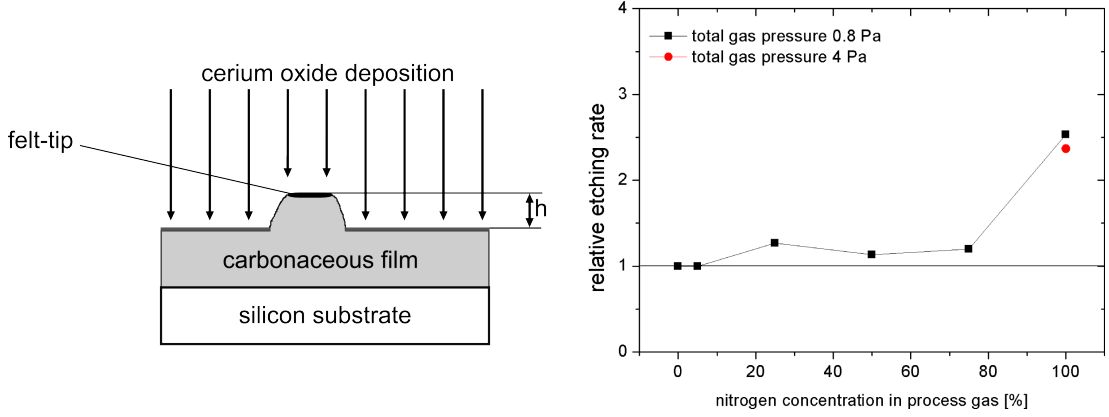 cerium oxide deposition
felt-tip
h
carbonaceous film
silicon substrate
4
3
2
1
0
relative etching rate
total gas pressure 0.8 Pa
total gas pressure 4 Pa
0 20 40 60 80 100
nitrogen concentration in process gas [%]